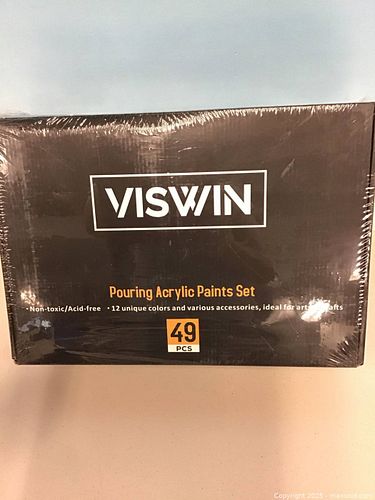 VISWIN
Pouring Acrylic Paints Set
• Non-toxic/Acid-free • 12 unique colors and various accessories, ideal for
49
PCS